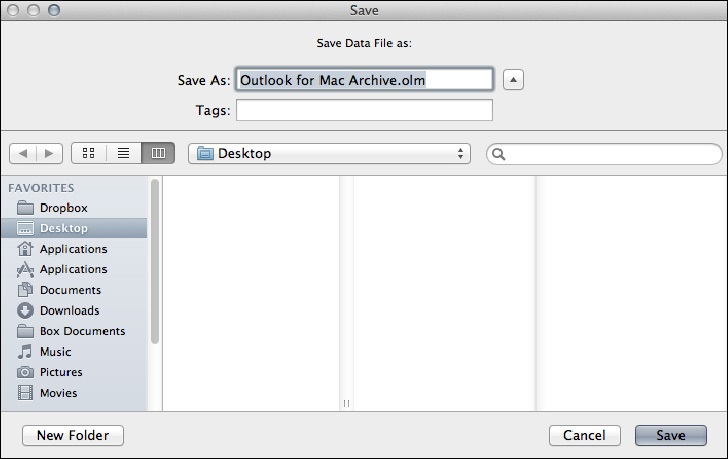 Save
Save Data File as:
Save As: Outlook for Mac Archive.olm
Tags:
Desktop
FAVORITES
Dropbox
Desktop
Applications
Applications
Documents
Downloads
Box Documents
Music
Pictures
Movies
New Folder Cancel Save